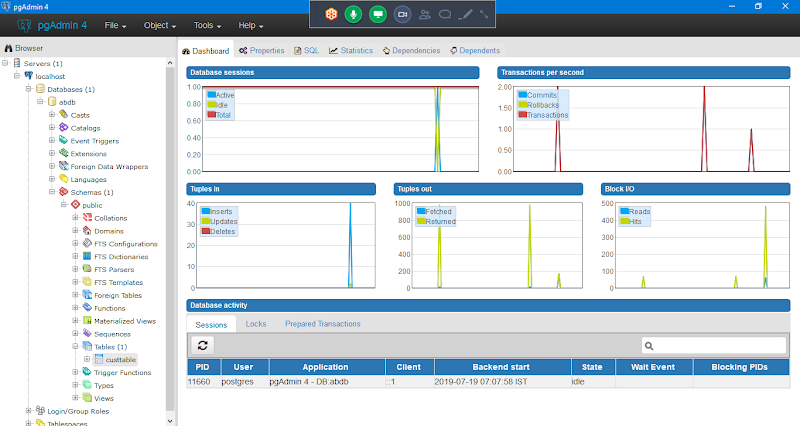 pgAdmin 4
pgAdmin 4 File Object Tools Help
Browser
Servers (1)
localhost
Databases (1)
abdb
Casts
Catalogs
Event Triggers
Extensions
Foreign Data Wrappers
Languages
Schemas (1)
public
Collations
Domains
FTS Configurations
FTS Dictionaries
FTS Parsers
FTS Templates
Foreign Tables
Functions
Materialized Views
Sequences
Tables (1)
custtable
Trigger Functions
Types
Views
Login/Group Roles
Tablespaces
Dashboard Properties SQL Statistics Dependencies Dependents
Database sessions
1.00
0.80
0.60
0.40
0.20
0.00
Active
Idle
Total
Transactions per second
2.00
1.50
1.00
0.50
0.00
Commits
Rollbacks
Transactions
Tuples in
40
30
20
10
0
Inserts
Updates
Deletes
Tuples out
1000
800
600
400
200
0
Fetched
Returned
Block I/O
500
400
300
200
100
0
Reads
Hits
Database activity
Sessions Locks Prepared Transactions
PID User Application Client Backend start State Wait Event Blocking PIDs
11660 postgres pgAdmin 4 - DB:abdb ::1 2019-07-19 07:07:58 IST idle